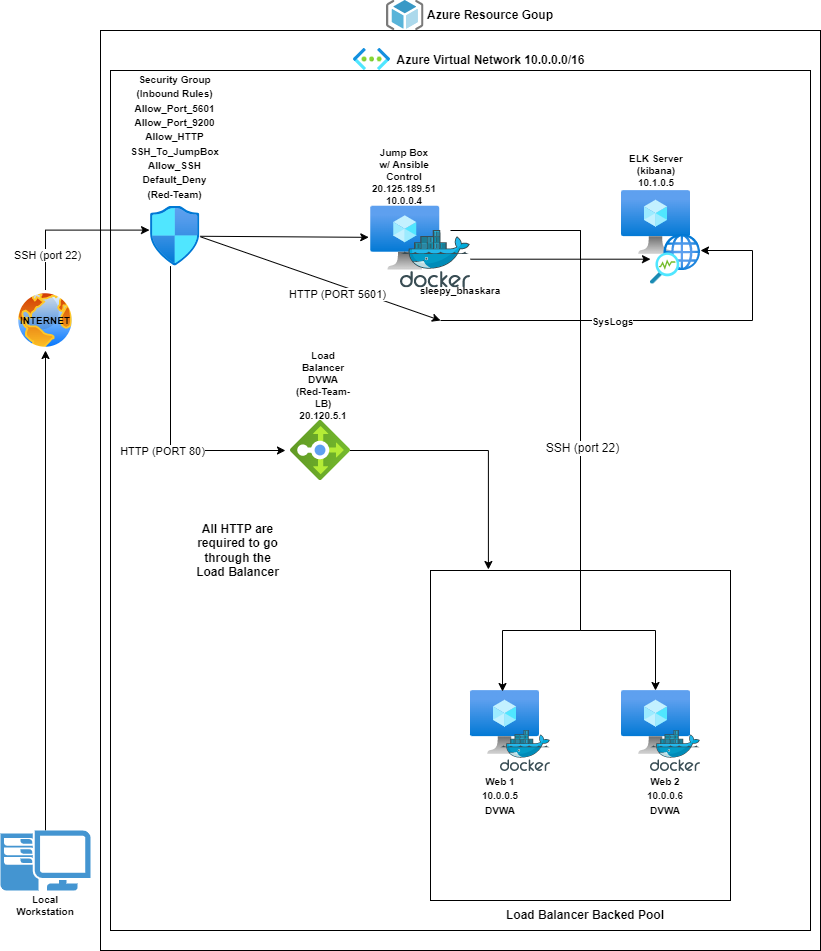 Azure Resource Goup
Azure Virtual Network 10.0.0.0/16
Security Group
(Inbound Rules)
Allow_Port_5601
Allow_Port_9200
Allow_HTTP
SSH_To_JumpBox
Allow_SSH
Default_Deny
(Red-Team)
Jump Box
w/ Ansible
Control
20.125.189.51
10.0.0.4
docker
sleepy_bhaskara
ELK Server
(kibana)
10.1.0.5
SSH (port 22)
INTERNET
HTTP (PORT 5601)
SysLogs
Load
Balancer
DVWA
(Red-Team-
LB)
20.120.5.1
HTTP (PORT 80)
SSH (port 22)
All HTTP are
required to go
through the
Load Balancer
docker
Web 1
10.0.0.5
DVWA
docker
Web 2
10.0.0.6
DVWA
Load Balancer Backed Pool
Local
Workstation